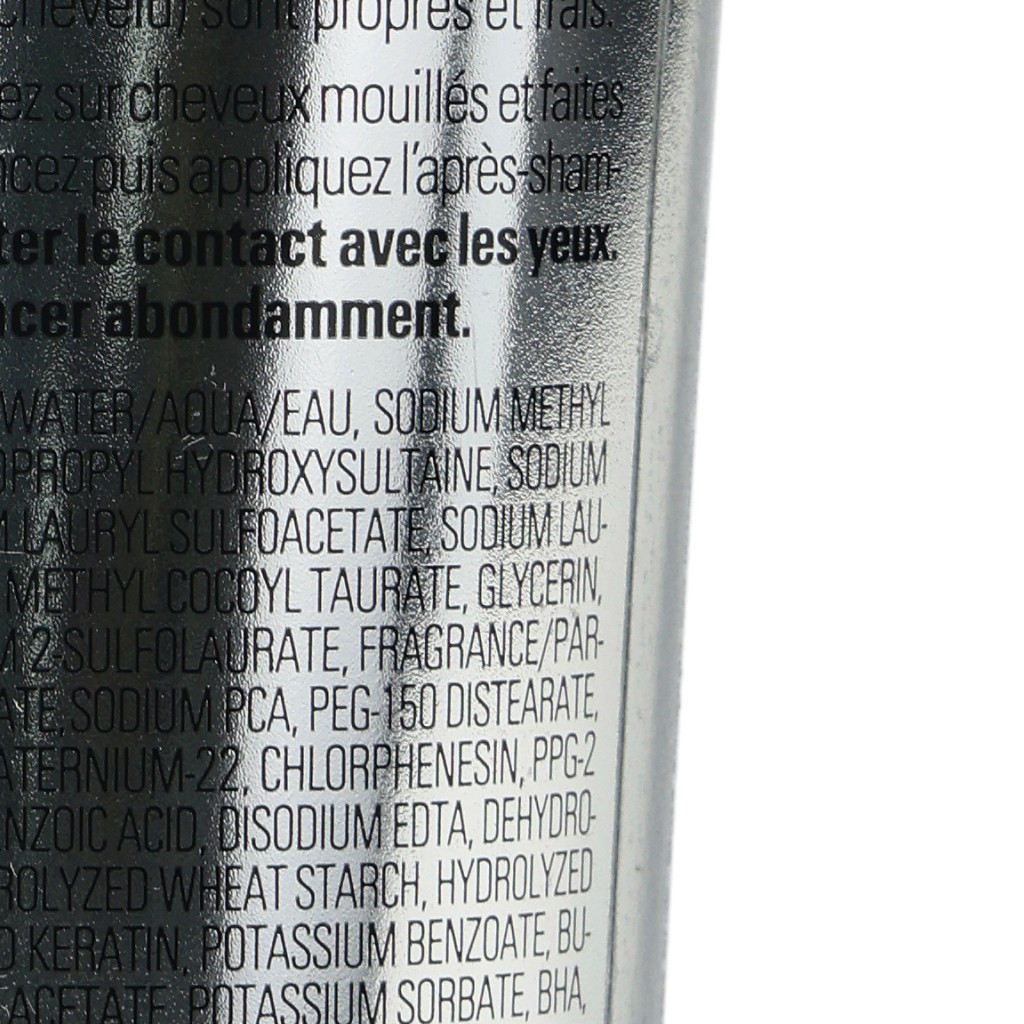 cheveu) sont propres et frais.
ez sur cheveux mouillés et faites
ncez puis appliquez l'après-sham-
ter le contact avec les yeux.
ncer abondamment.
WATER/AQUA/EAU, SODIUM METHYL
OPROPYL HYDROXYSULTAINE, SODIUM
M LAURYL SULFOACETATE, SODIUM LAU-
METHYL COCOYL TAURATE, GLYCERIN,
M 2-SULFOLAURATE, FRAGRANCE/PAR-
ATE, SODIUM PCA, PEG-150 DISTEARATE,
ATERNIUM-22, CHLORPHENESIN, PPG-2
NZOIC ACID, DISODIUM EDTA, DEHYDRO-
ROLYZED WHEAT STARCH, HYDROLYZED
D KERATIN, POTASSIUM BENZOATE, BU-
ACETATE, POTASSIUM SORBATE, BHA,